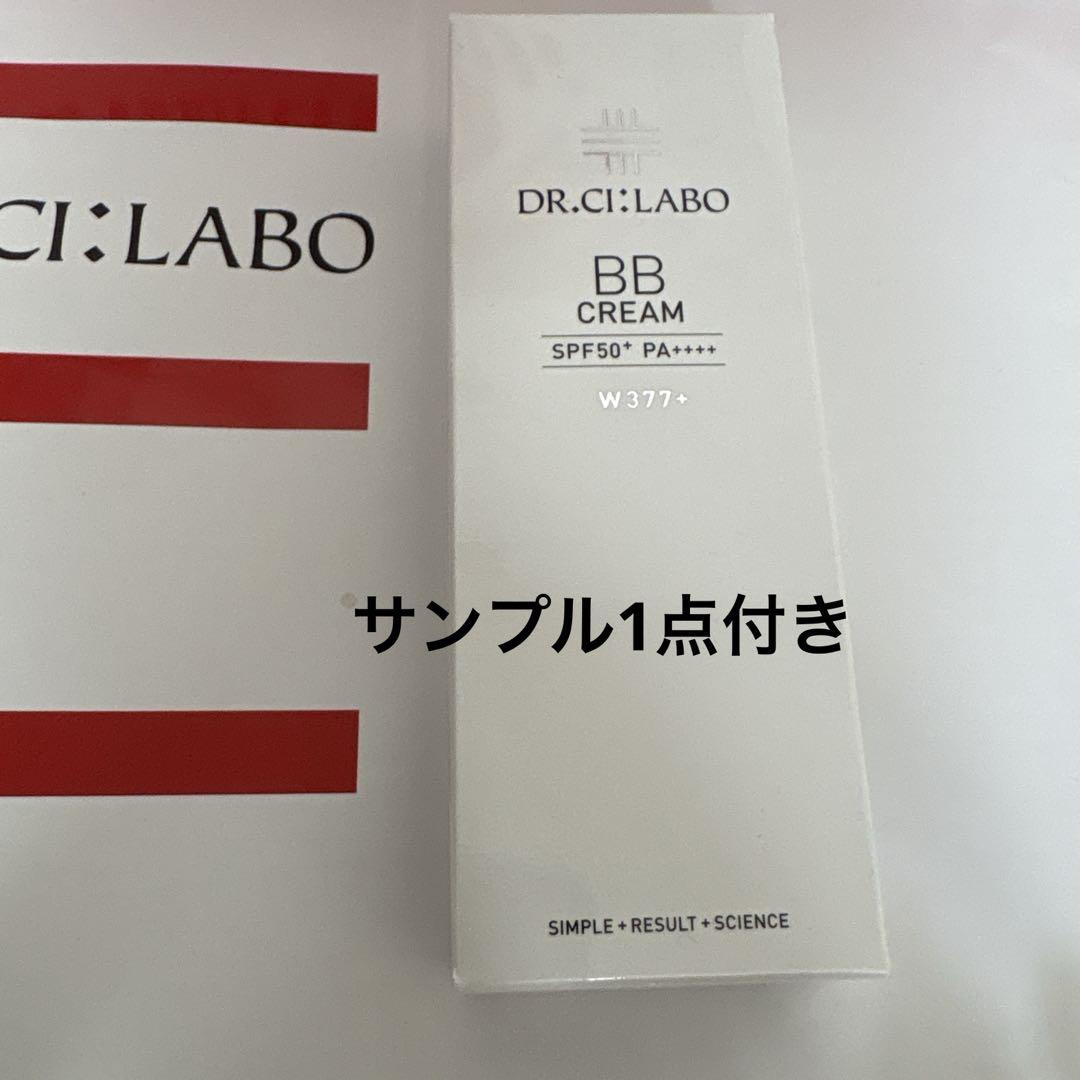 CI:LABO
DR.CI:LABO
BB
CREAM
SPF50+ PA++++
W377+
サンプル1点付き
SIMPLE+RESULT+SCIENCE